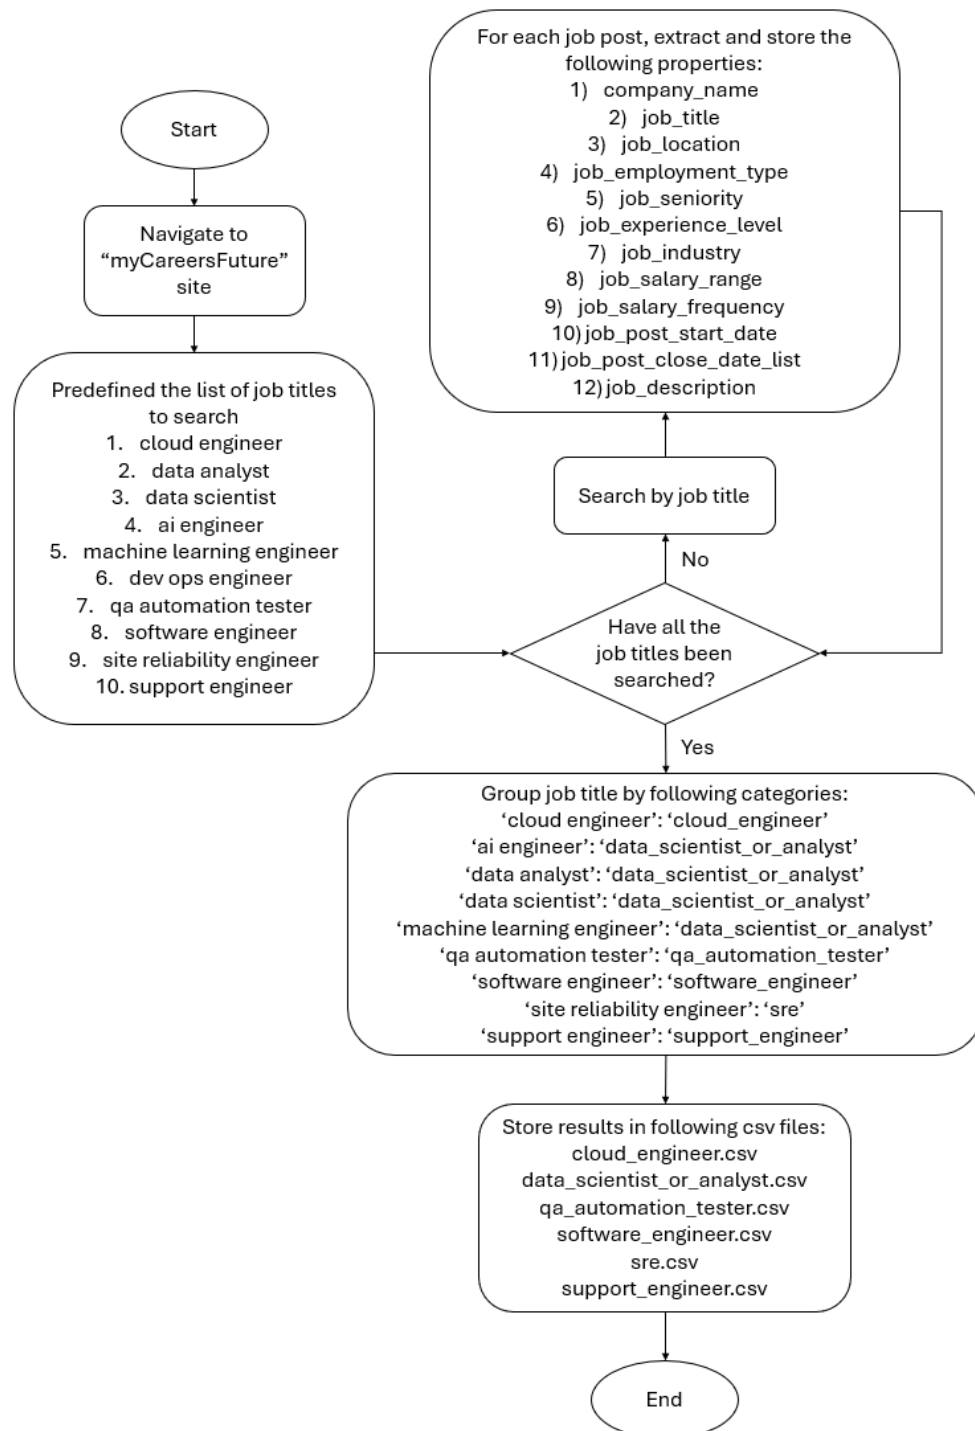 Start
Navigate to
“myCareersFuture”
site
Predefined the list of job titles
to search
1. cloud engineer
2. data analyst
3. data scientist
4. ai engineer
5. machine learning engineer
6. dev ops engineer
7. qa automation tester
8. software engineer
9. site reliability engineer
10. support engineer
Have all the
job titles been
searched?
No
Search by job title
For each job post, extract and store the
following properties:
1) company_name
2) job_title
3) job_location
4) job_employment_type
5) job_seniority
6) job_experience_level
7) job_industry
8) job_salary_range
9) job_salary_frequency
10) job_post_start_date
11) job_post_close_date_list
12) job_description
Yes
Group job title by following categories:
‘cloud engineer’: ‘cloud_engineer’
‘ai engineer’: ‘data_scientist_or_analyst’
‘data analyst’: ‘data_scientist_or_analyst’
‘data scientist’: ‘data_scientist_or_analyst’
‘machine learning engineer’: ‘data_scientist_or_analyst’
‘qa automation tester’: ‘qa_automation_tester’
‘software engineer’: ‘software_engineer’
‘site reliability engineer’: ‘sre’
‘support engineer’: ‘support_engineer’
Store results in following csv files:
cloud_engineer.csv
data_scientist_or_analyst.csv
qa_automation_tester.csv
software_engineer.csv
sre.csv
support_engineer.csv
End